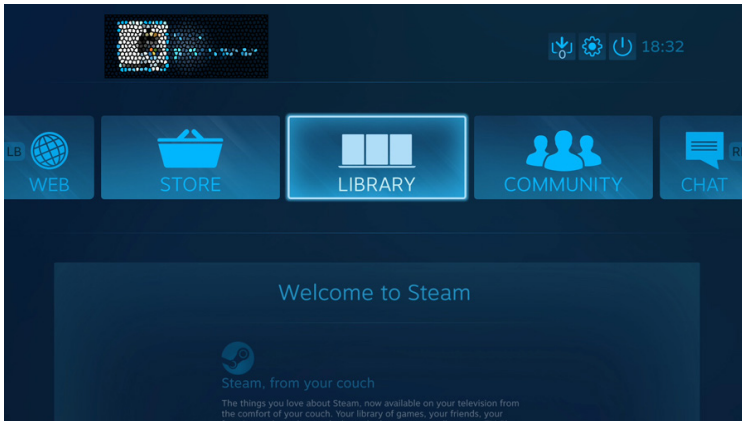 0
18:32
LB
WEB
STORE
LIBRARY
COMMUNITY
CHAT
Welcome to Steam
Steam, from your couch
The things you love about Steam, now available on your television from
the comfort of your couch. Your library of games, your friends, your